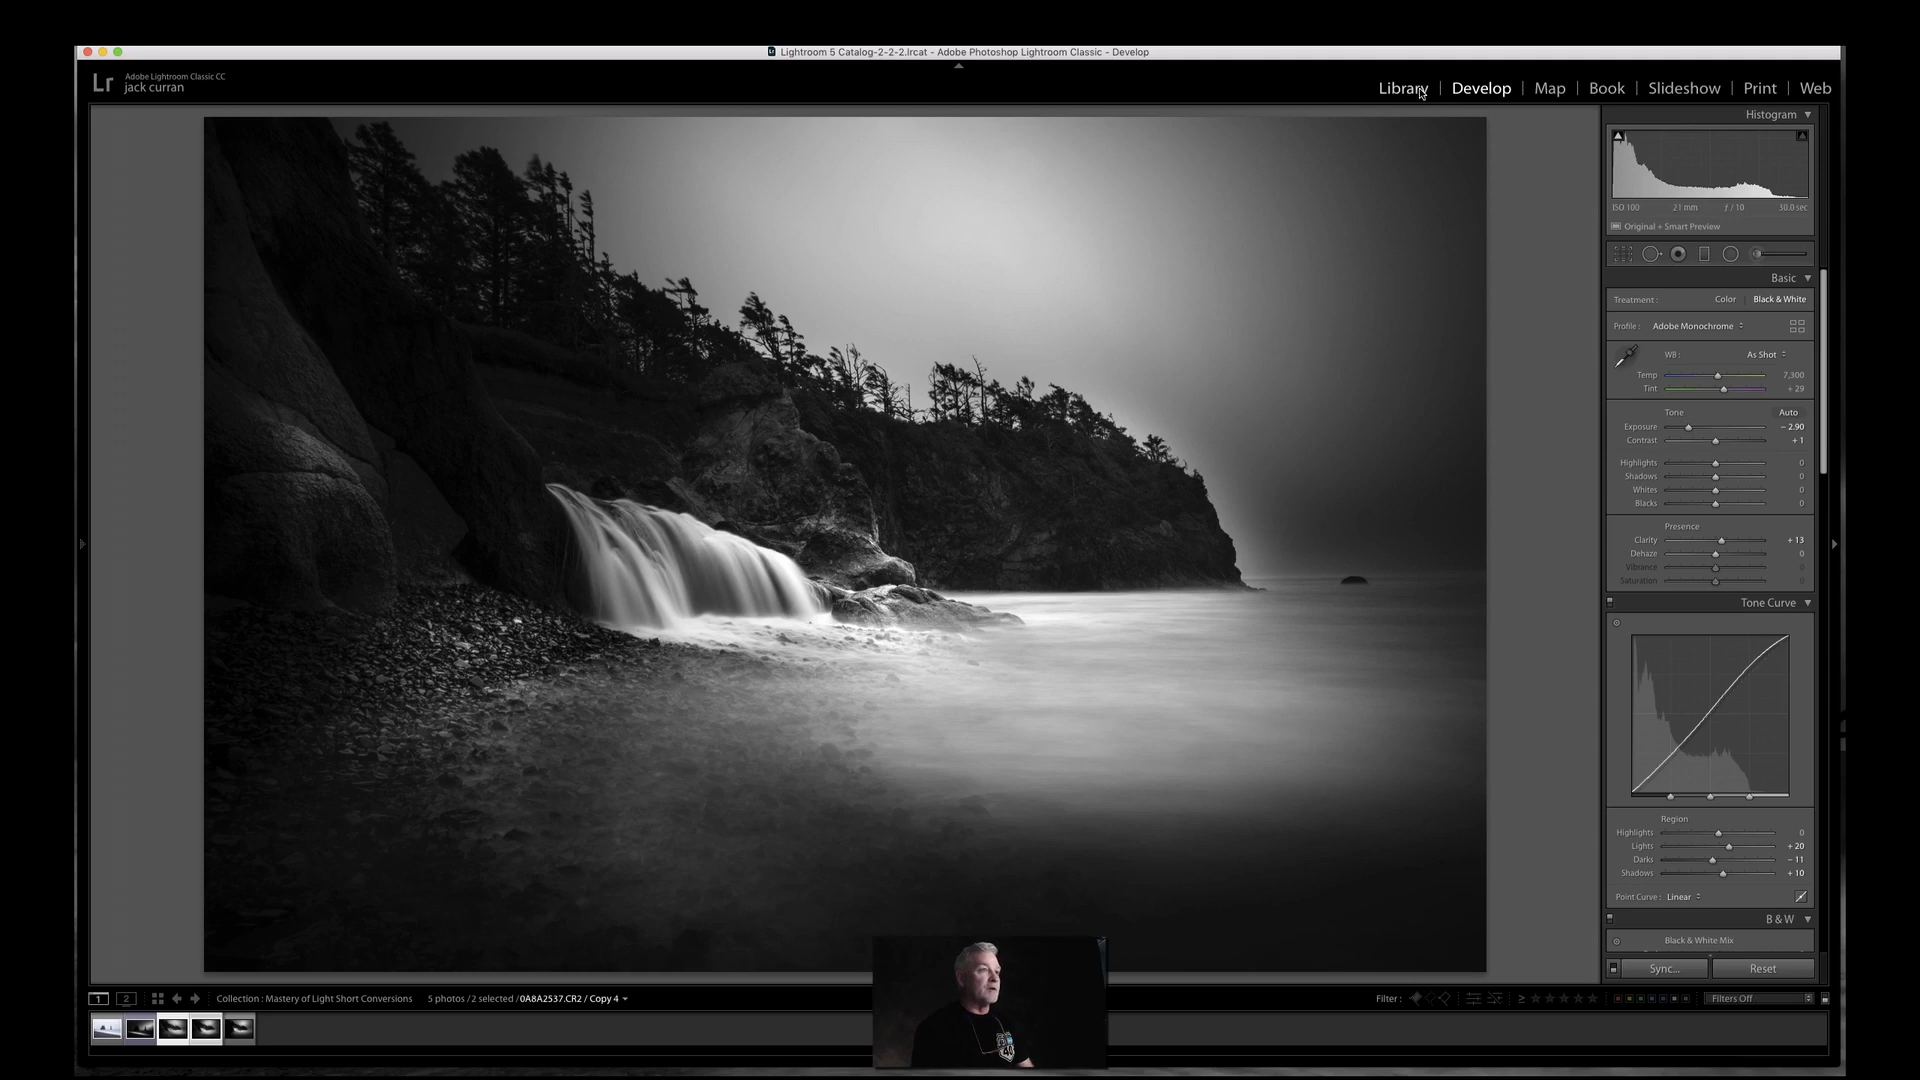 Lightroom 5 Catalog-2-2-2.lrcat - Adobe Photoshop Lightroom Classic - Develop
Lr
Adobe Lightroom Classic CC
jack curran
Library | Develop | Map | Book | Slideshow | Print | Web
Histogram
ISO 100 21 mm ƒ / 10 30.0 sec
Original + Smart Preview
Basic
Treatment : Color | Black & White
Profile : Adobe Monochrome
WB : As Shot
Temp 7,300
Tint + 29
Tone Auto
Exposure − 2.90
Contrast + 1
Highlights 0
Shadows 0
Whites 0
Blacks 0
Presence
Clarity + 13
Dehaze 0
Vibrance 0
Saturation 0
Tone Curve
Region
Highlights 0
Lights + 20
Darks − 11
Shadows + 10
Point Curve : Linear
B & W
Black & White Mix
Sync... Reset
1 2 Collection : Mastery of Light Short Conversions 5 photos / 2 selected / 0A8A2537.CR2 / Copy 4 Filter : ≥ Filters Off